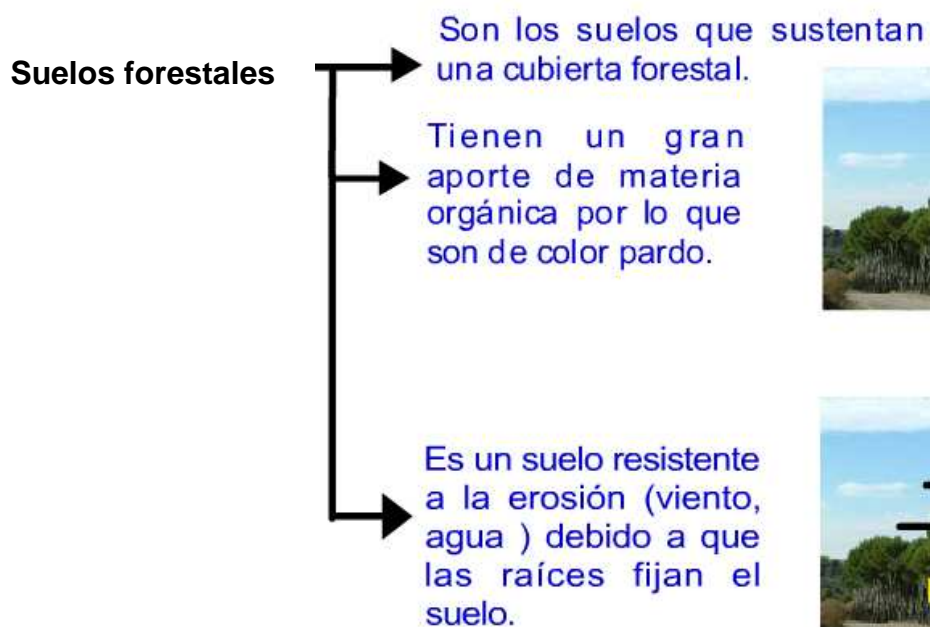 Suelos forestales
Son los suelos que sustentan
una cubierta forestal.
Tienen un gran
aporte de materia
orgánica por lo que
son de color pardo.
Es un suelo resistente
a la erosión (viento,
agua ) debido a que
las raíces fijan el
suelo.